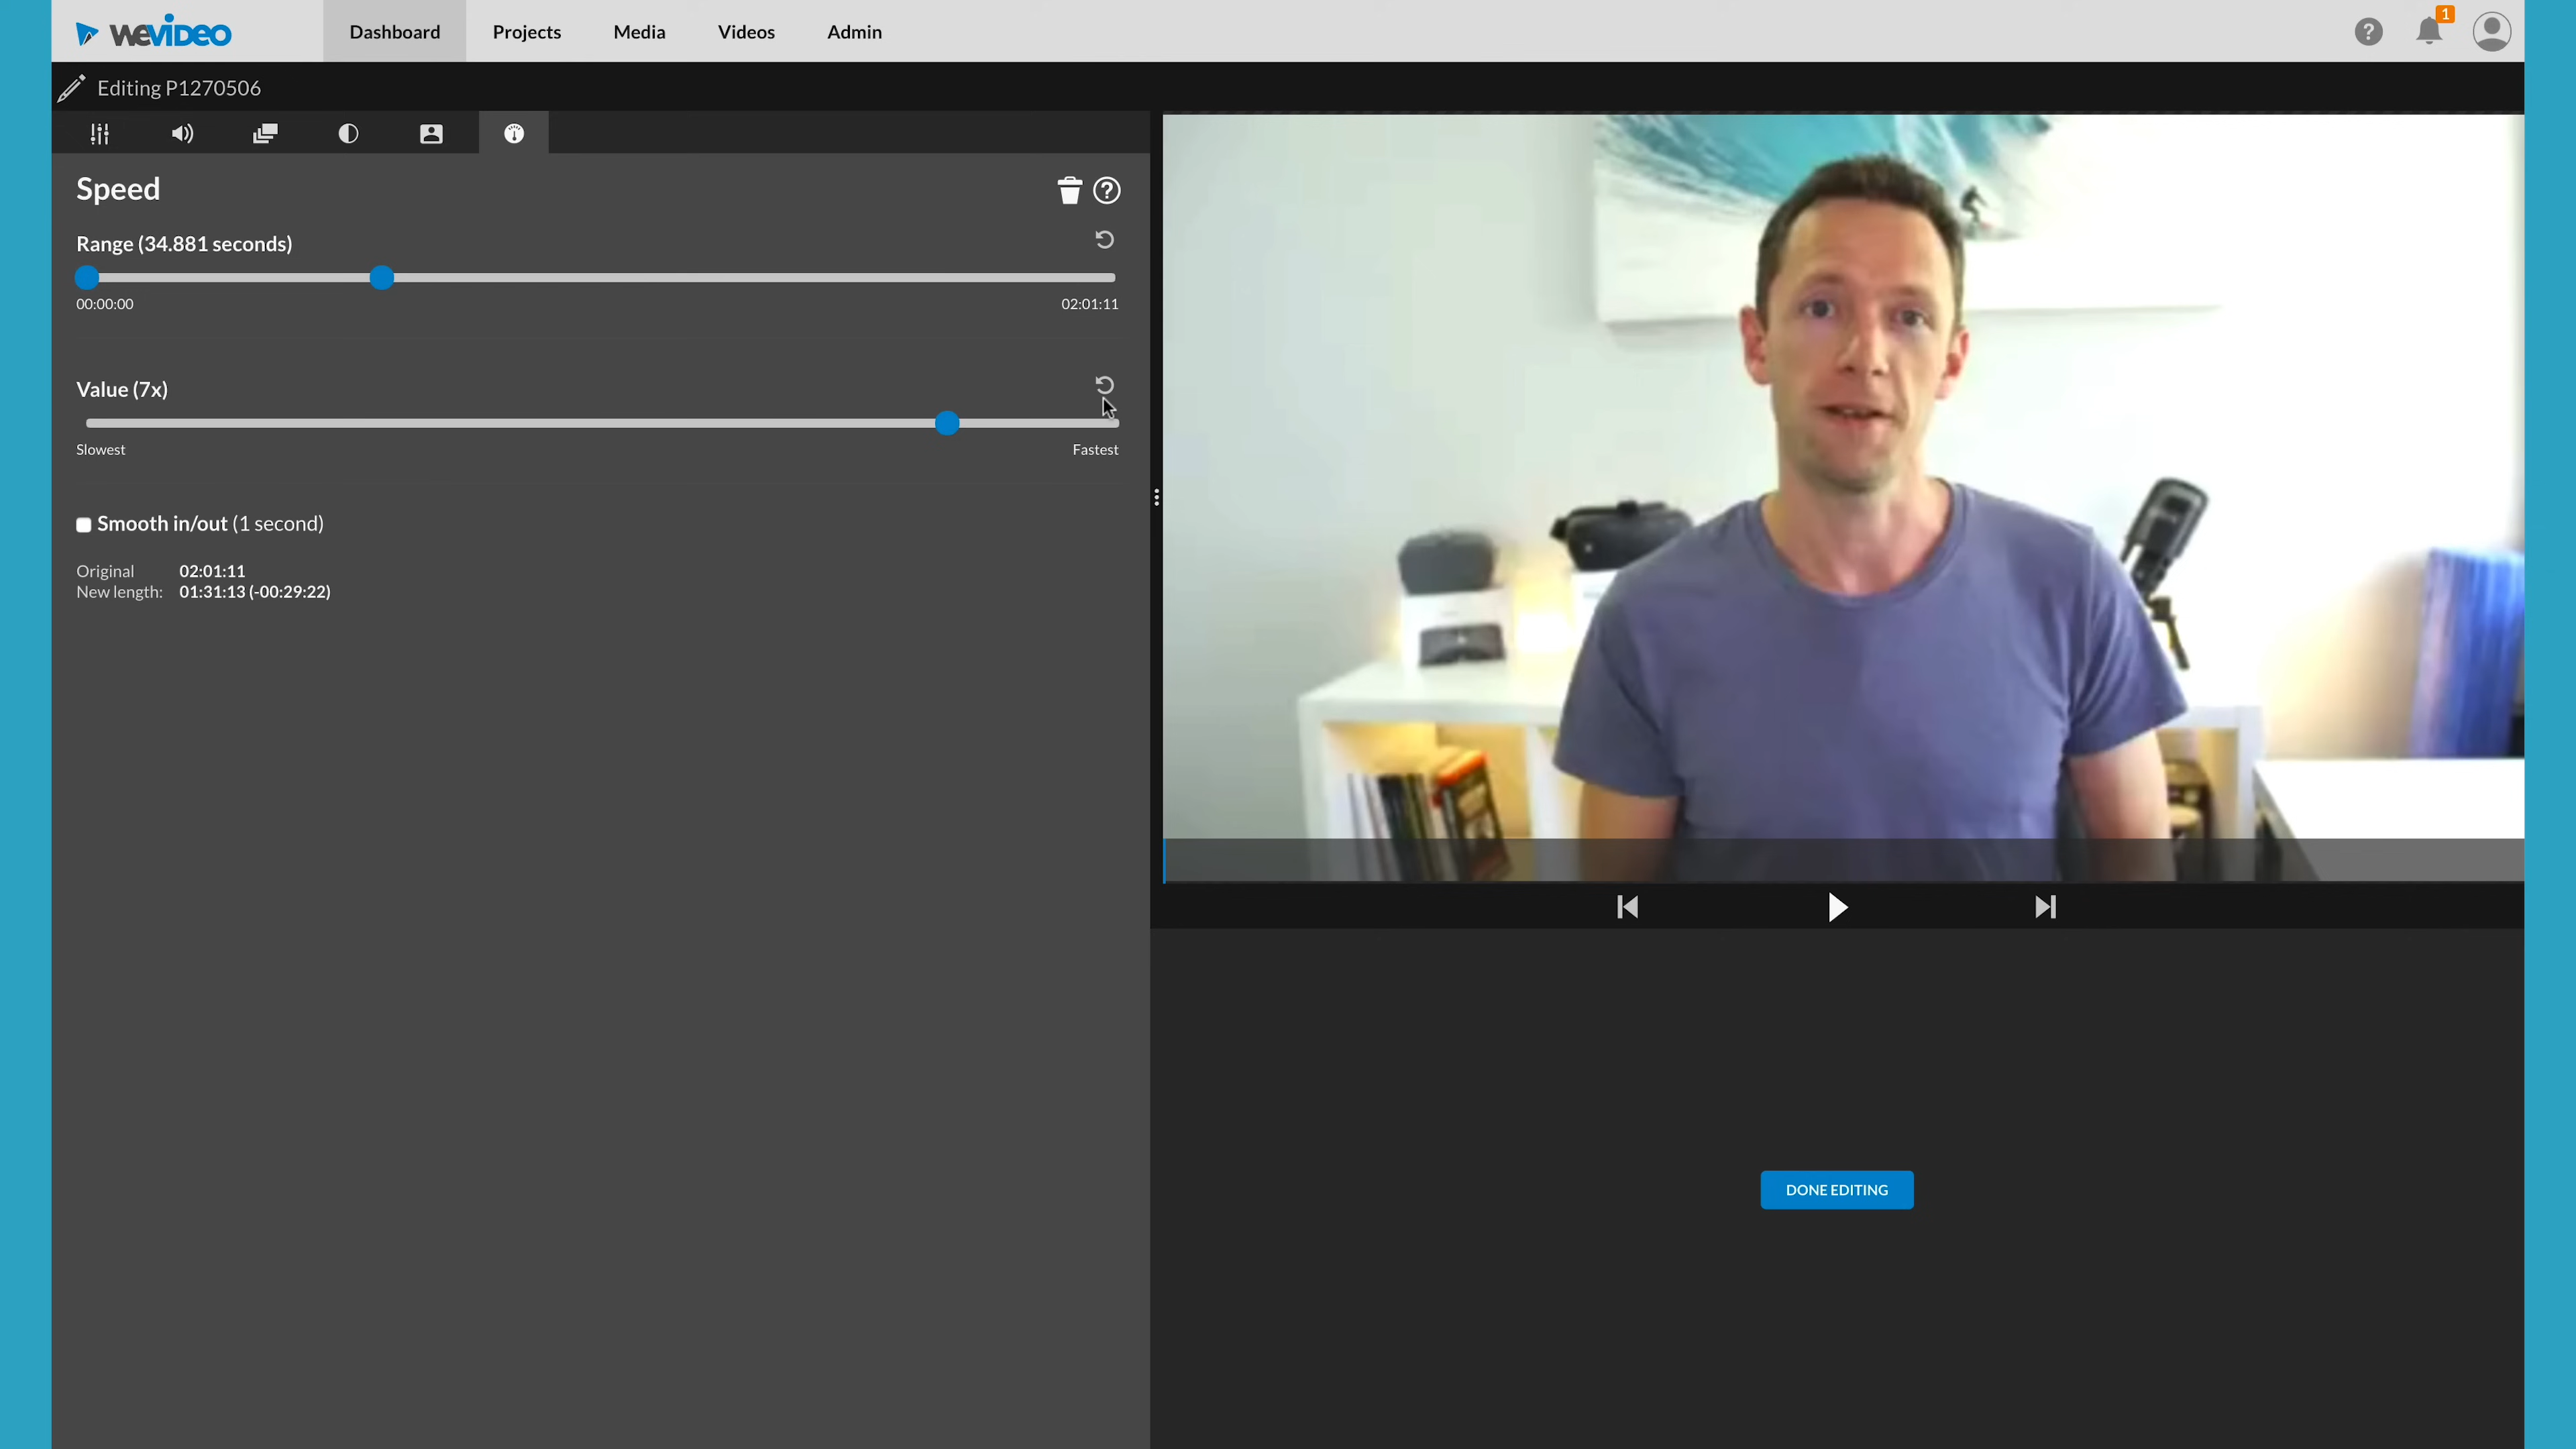 WEVIDEO Dashboard Projects Media Videos Admin ? 1
Editing P1270506
Speed ?
Range (34.881 seconds)
00:00:00 02:01:11
Value (7x)
Slowest Fastest
Smooth in/out (1 second)
Original 02:01:11
New length: 01:31:13 (-00:29:22)
DONE EDITING